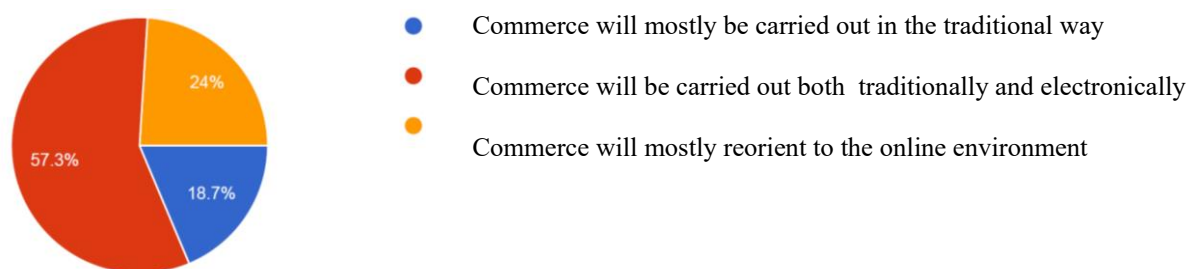 Commerce will mostly be carried out in the traditional way
24%
Commerce will be carried out both traditionally and electronically
Commerce will mostly reorient to the online environment
57.3%
18.7%